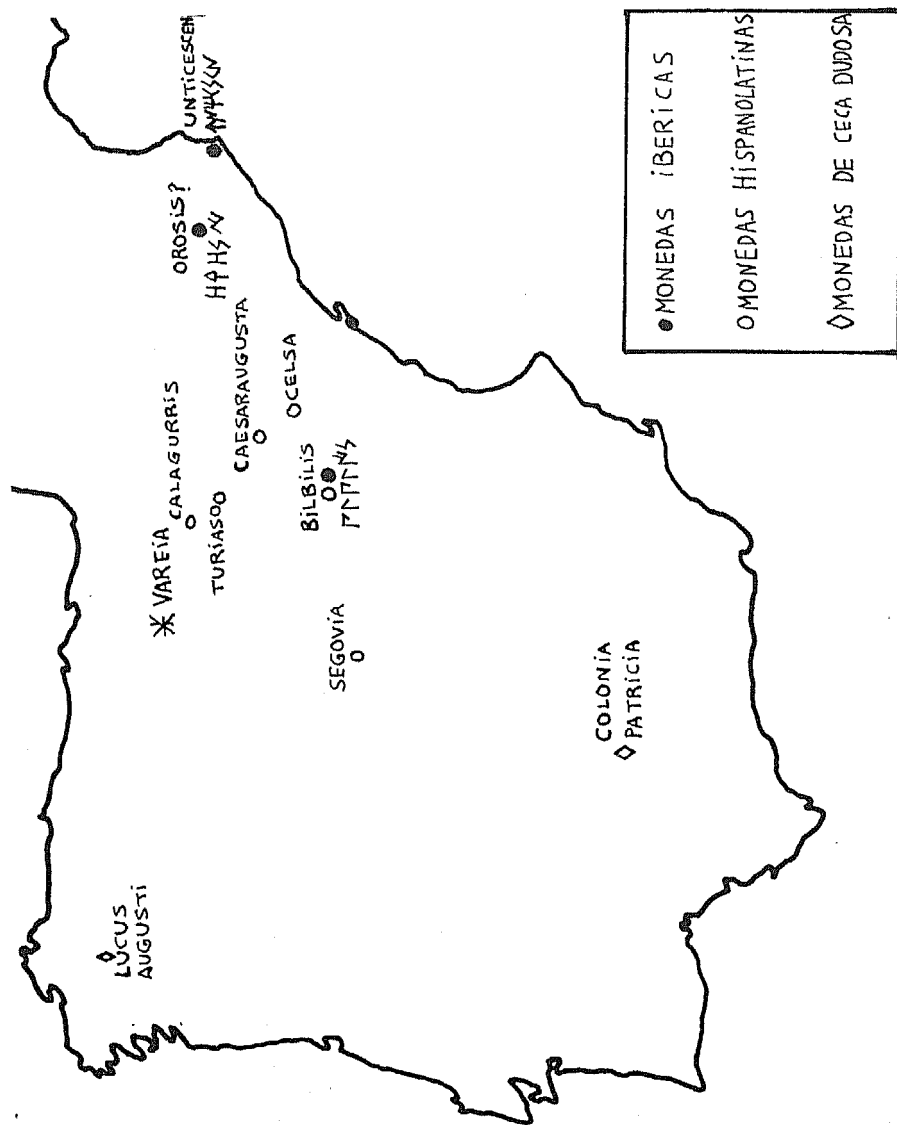 UNTICESCEN
OROSIS?
CALAGURRIS
VAREIA
CAESARAUGUSTA
TURIASO
CELSA
BILBILIS
SEGOVIA
LUCUS
AUGUSTI
COLONIA
PATRICIA
MONEDAS IBERICAS
MONEDAS HISPANOLATINAS
MONEDAS DE CECA DUDOSA